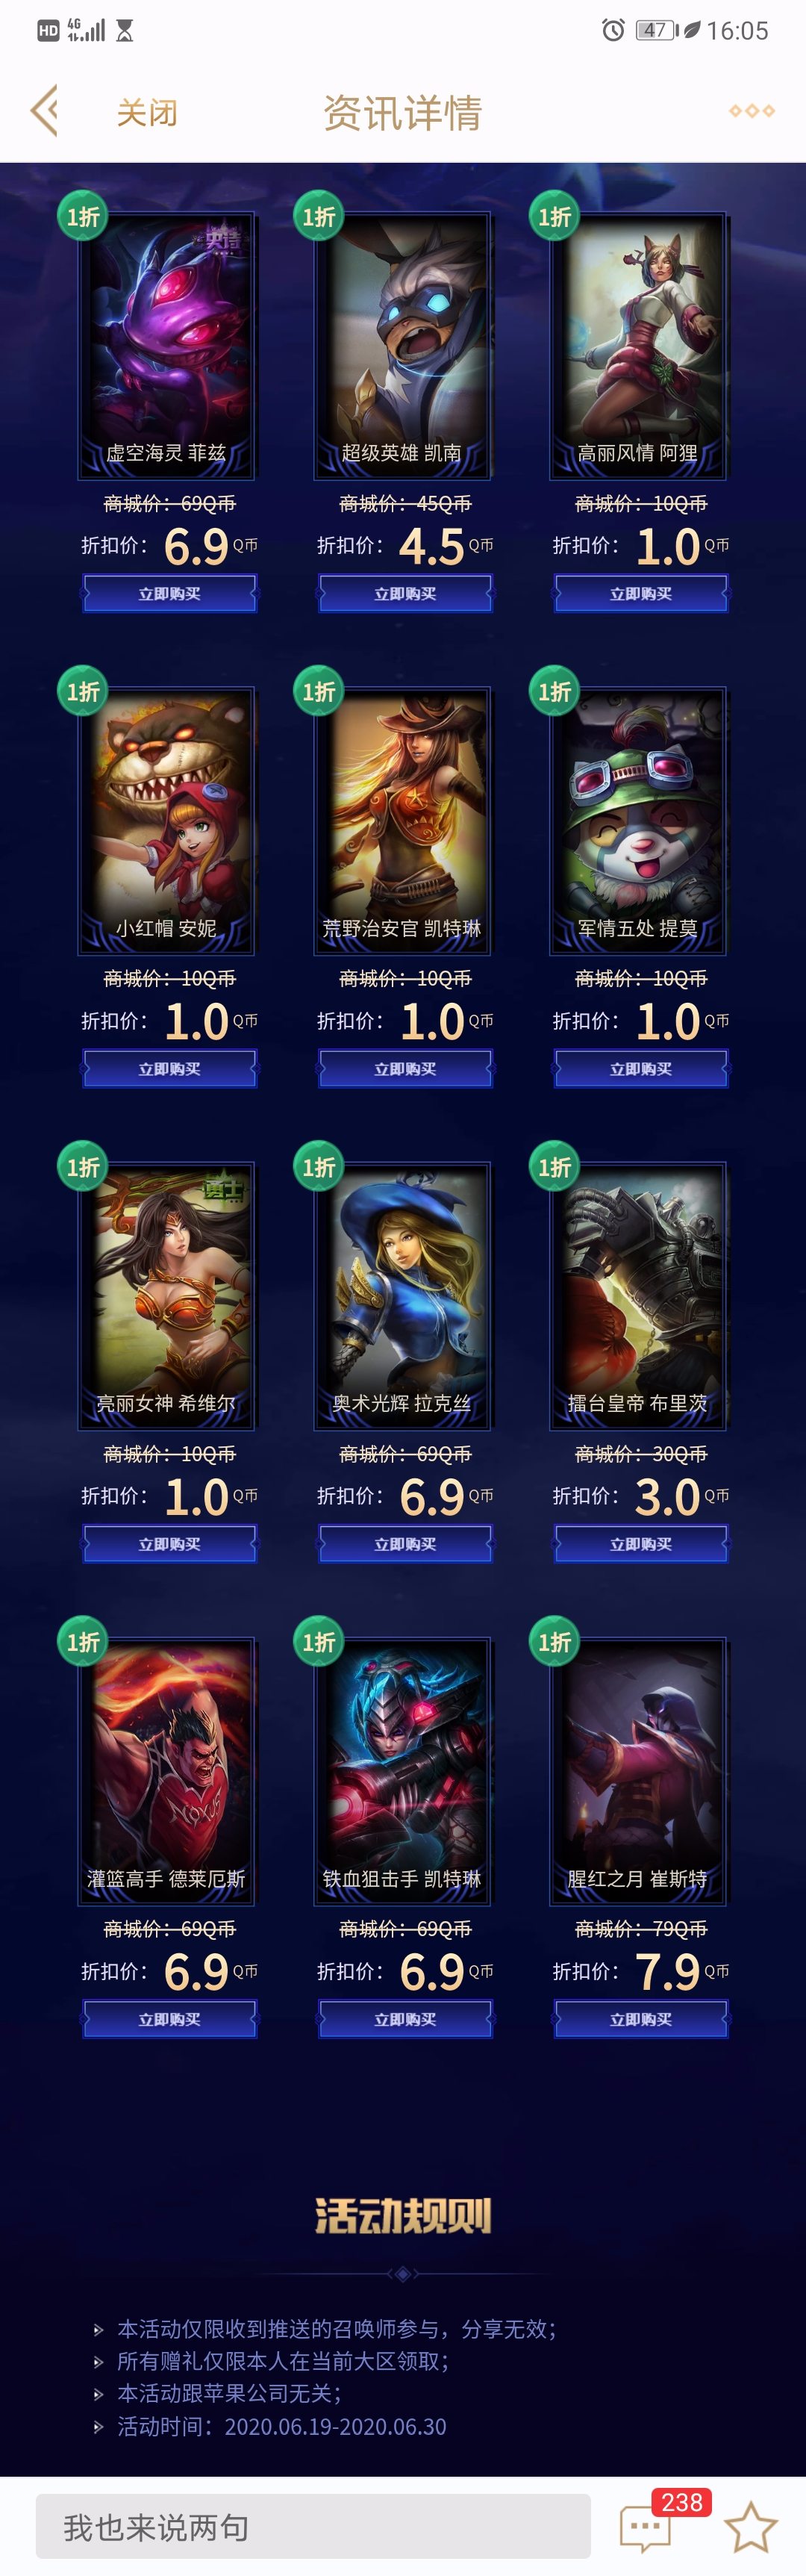 HD 4G 47 16:05
关闭 资讯详情
1折 1折 1折
史诗
虚空海灵 菲兹 超级英雄 凯南 高丽风情 阿狸
商城价：69Q币 商城价：45Q币 商城价：10Q币
折扣价：6.9Q币 折扣价：4.5Q币 折扣价：1.0Q币
立即购买 立即购买 立即购买
1折 1折 1折
小红帽 安妮 荒野治安官 凯特琳 军情五处 提莫
商城价：10Q币 商城价：10Q币 商城价：10Q币
折扣价：1.0Q币 折扣价：1.0Q币 折扣价：1.0Q币
立即购买 立即购买 立即购买
1折 1折 1折
勇士
亮丽女神 希维尔 奥术光辉 拉克丝 擂台皇帝 布里茨
商城价：10Q币 商城价：69Q币 商城价：30Q币
折扣价：1.0Q币 折扣价：6.9Q币 折扣价：3.0Q币
立即购买 立即购买 立即购买
1折 1折 1折
NOXUS
灌篮高手 德莱厄斯 铁血狙击手 凯特琳 腥红之月 崔斯特
商城价：69Q币 商城价：69Q币 商城价：79Q币
折扣价：6.9Q币 折扣价：6.9Q币 折扣价：7.9Q币
立即购买 立即购买 立即购买
活动规则
本活动仅限收到推送的召唤师参与，分享无效；
所有赠礼仅限本人在当前大区领取；
本活动跟苹果公司无关；
活动时间：2020.06.19-2020.06.30
我也来说两句 238